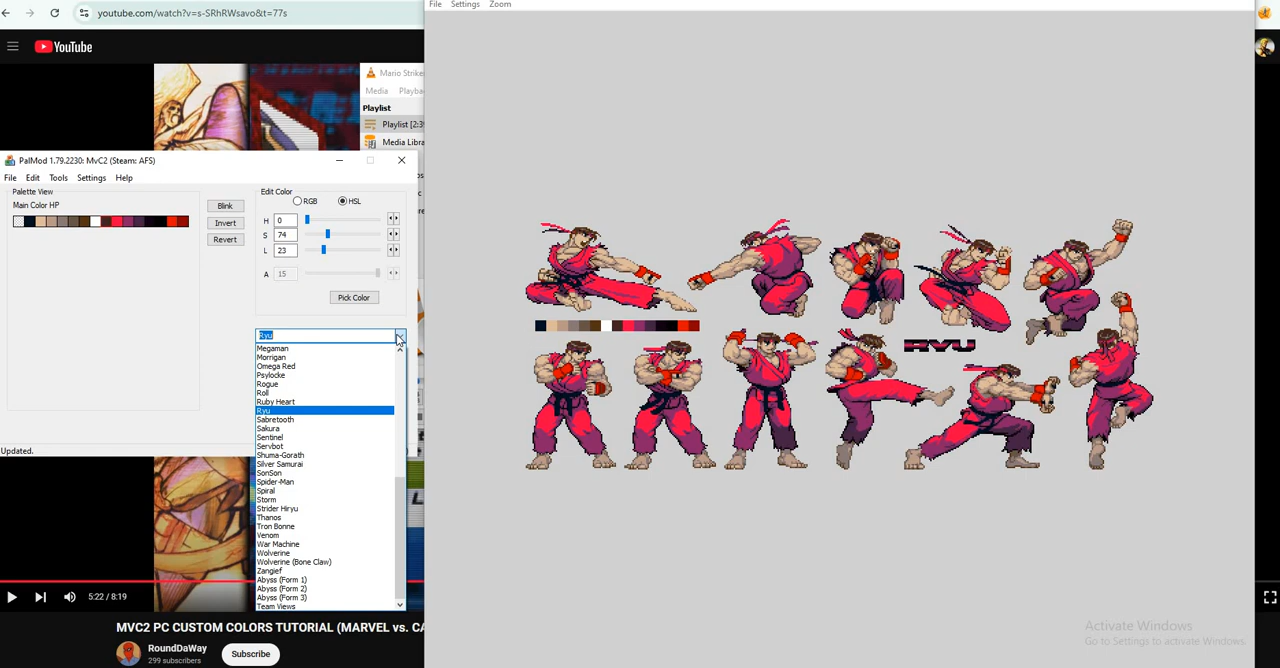 youtube.com/watch?v=s-SRhRWsavo&t=77s
File Settings Zoom
YouTube
Mario Strike
Media Playba
Playlist
Playlist [2:3
Media Libra
PalMod 1.79.2230: MvC2 (Steam: AFS)
File Edit Tools Settings Help
Palette View
Main Color HP
Blink
Invert
Revert
Edit Color
RGB HSL
H 0
S 74
L 23
A 15
Pick Color
Ryu
Megaman
Morrigan
Omega Red
Psylocke
Rogue
Roll
Ruby Heart
Ryu
Sabretooth
Sakura
Sentinel
Servbot
Shuma-Gorath
Silver Samurai
SonSon
Spider-Man
Spiral
Storm
Strider Hiryu
Thanos
Tron Bonne
Venom
War Machine
Wolverine
Wolverine (Bone Claw)
Zangief
Abyss (Form 1)
Abyss (Form 2)
Abyss (Form 3)
Team Views
Updated.
RYU
5:22 / 8:19
MVC2 PC CUSTOM COLORS TUTORIAL (MARVEL vs. CA
RoundDaWay
299 subscribers
Subscribe
Activate Windows
Go to Settings to activate Windows.